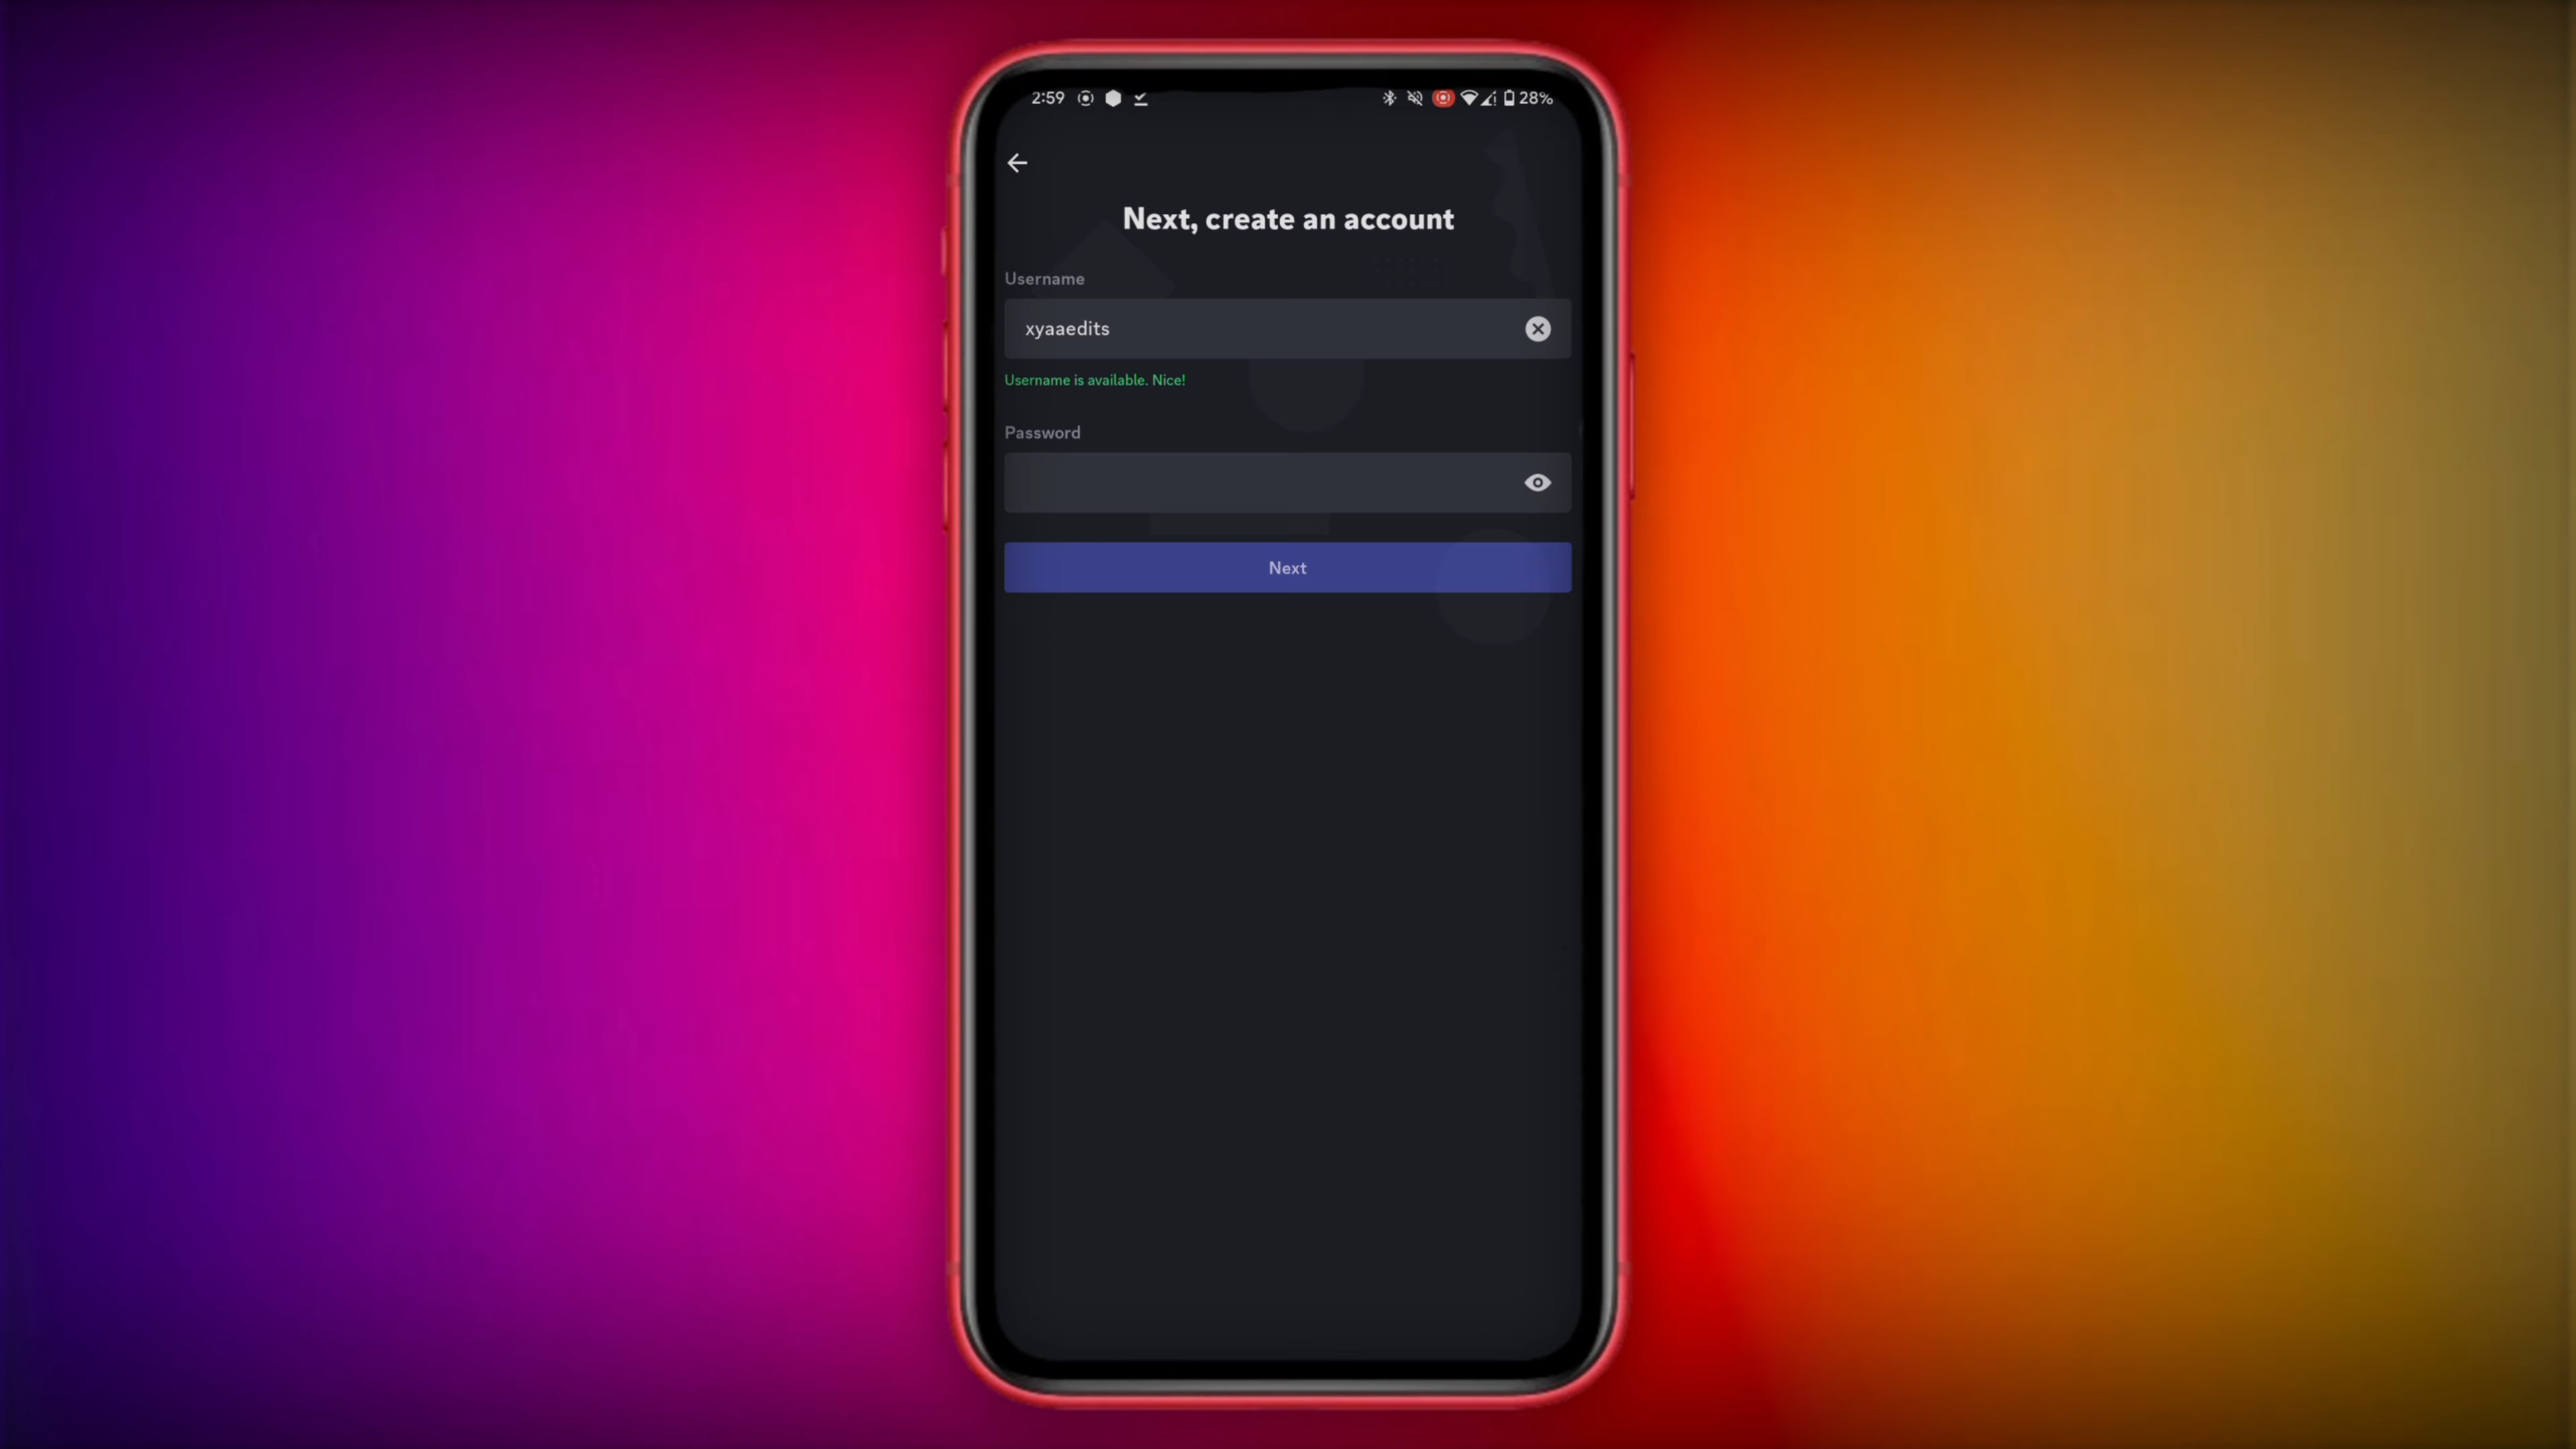 2:59 28%
Next, create an account
Username
xyaaedits
Username is available. Nice!
Password
Next